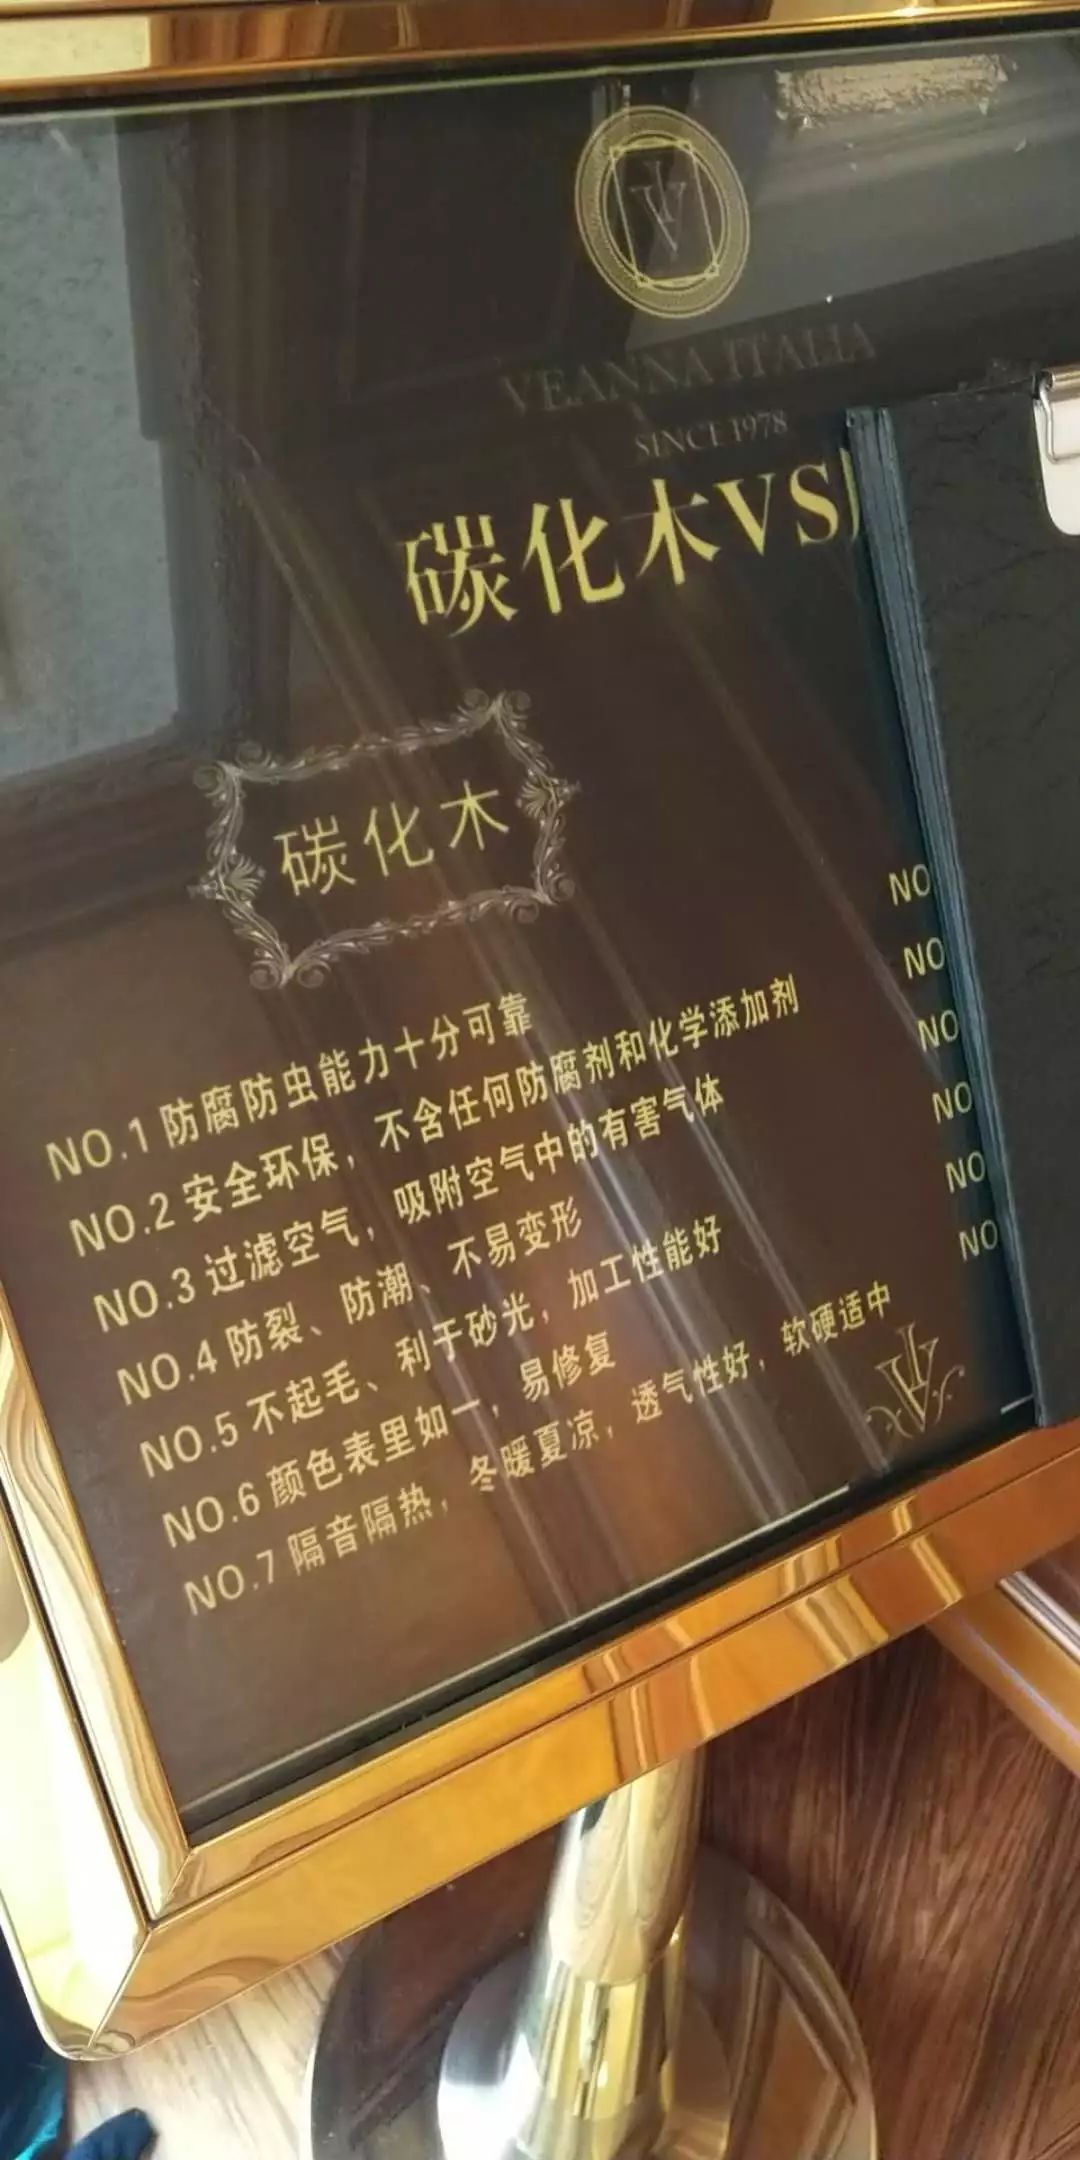 VEANNA ITALIA
SINCE 1978
碳化木VS
碳化木
NO.1 防腐防虫能力十分可靠
NO.2 安全环保，不含任何防腐剂和化学添加剂
NO.3 过滤空气，吸附空气中的有害气体
NO.4 防裂、防潮、不易变形
NO.5 不起毛、利于砂光，加工性能好
NO.6 颜色表里如一，易修复
NO.7 隔音隔热，冬暖夏凉，透气性好，软硬适中
NO
NO
NO
NO
NO
NO